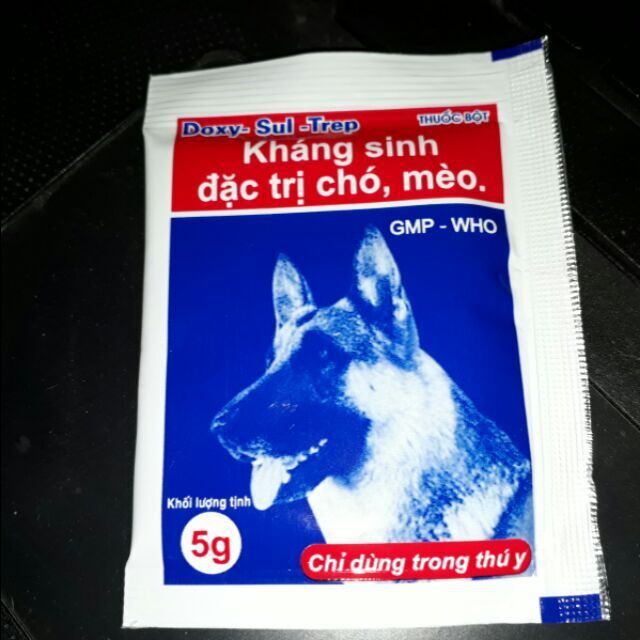 Doxy- Sul -Trep THUỐC BỘT
Kháng sinh
đặc trị chó, mèo.
GMP - WHO
Khối lượng tịnh
5g
Chỉ dùng trong thú y